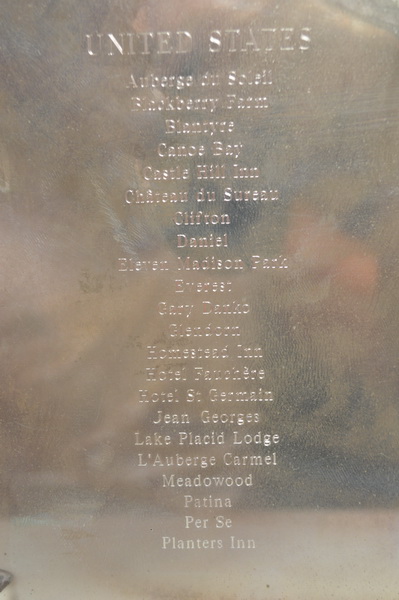 UNITED STATES
Auberge du Soleil
Blackberry Farm
Blantyre
Canoe Bay
Castle Hill Inn
Château du Sureau
Clifton
Daniel
Eleven Madison Park
Everest
Gary Danko
Glendorn
Homestead Inn
Hotel Fauchère
Hotel St Germain
Jean Georges
Lake Placid Lodge
L'Auberge Carmel
Meadowood
Patina
Per Se
Planters Inn